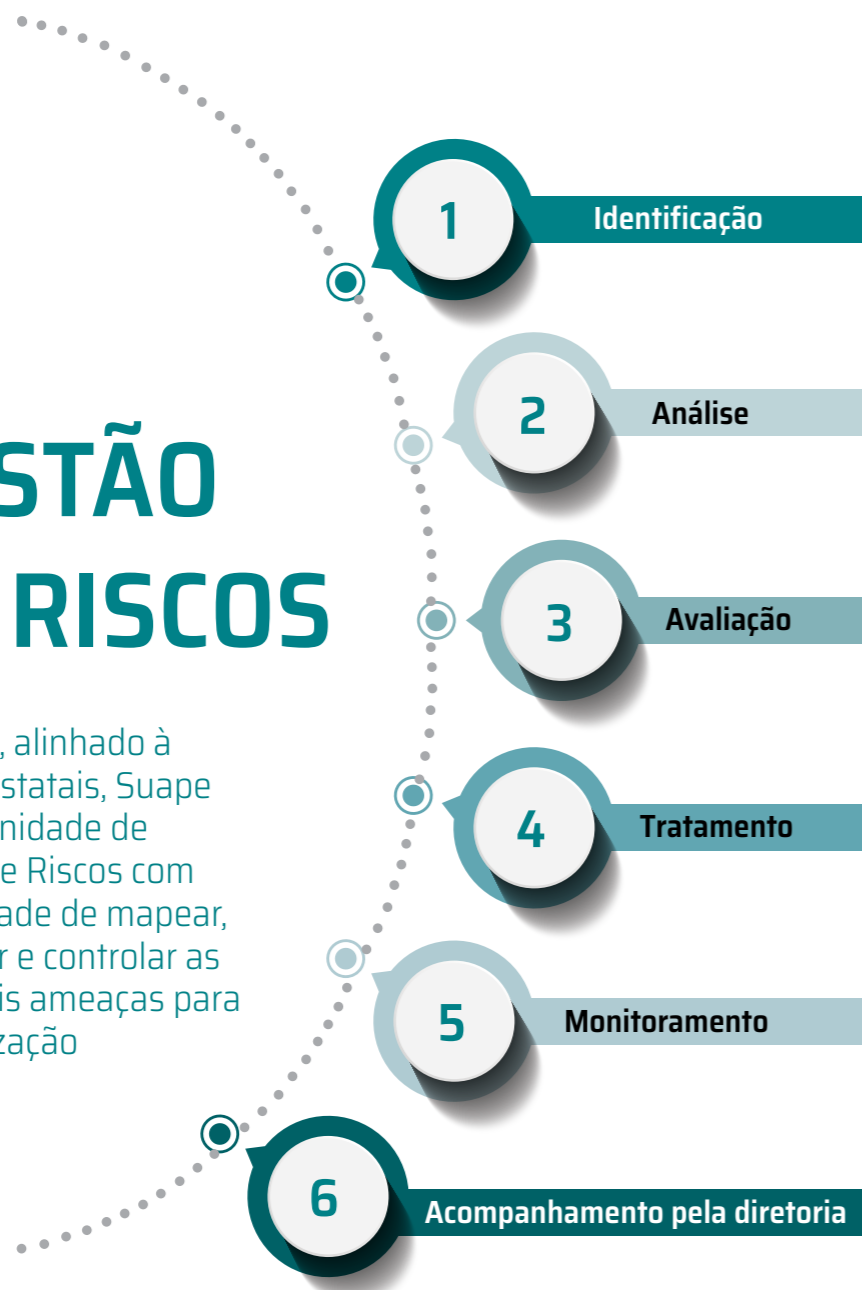 STÃO
RISCOS
, alinhado à
statais, Suape
nidade de
e Riscos com
ade de mapear,
r e controlar as
is ameaças para
zação
1
Identificação
2
Análise
3
Avaliação
4
Tratamento
5
Monitoramento
6
Acompanhamento pela diretoria